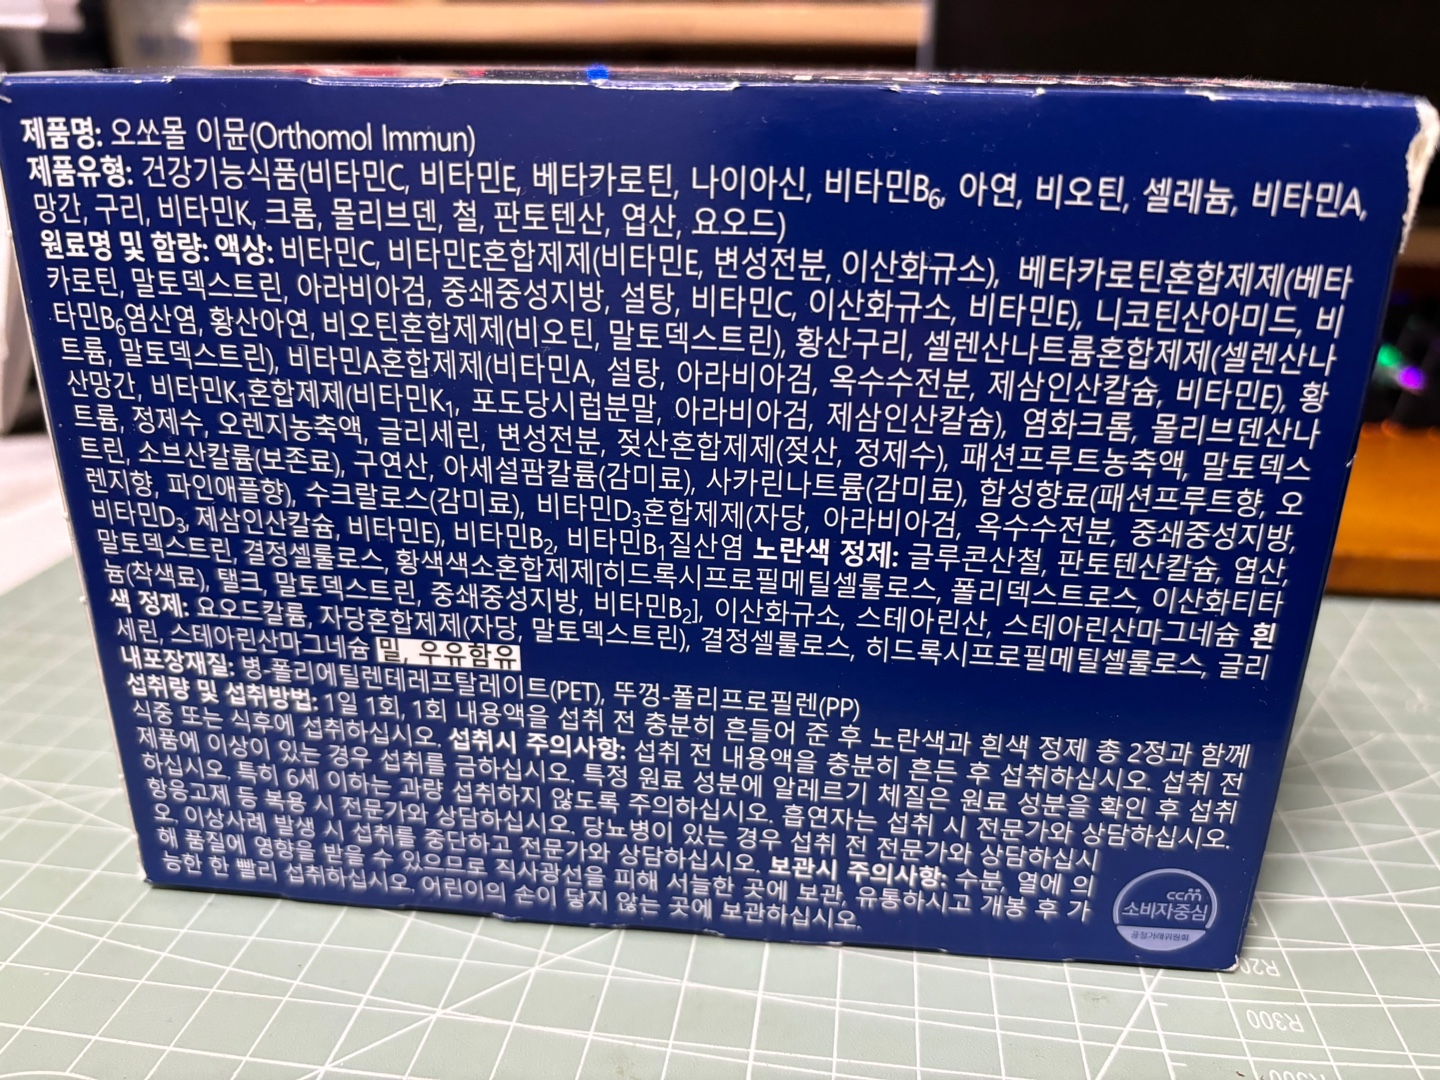 제품명: 오쏘몰 이뮨(Orthomol Immun)
제품유형: 건강기능식품(비타민C, 비타민E, 베타카로틴, 나이아신, 비타민B₆, 아연, 비오틴, 셀레늄, 비타민A,
망간, 구리, 비타민K, 크롬, 몰리브덴, 철, 판토텐산, 엽산, 요오드)
원료명 및 함량: 액상: 비타민C, 비타민E혼합제제(비타민E, 변성전분, 이산화규소), 베타카로틴혼합제제(베타
카로틴, 말토덱스트린, 아라비아검, 중쇄중성지방, 설탕, 비타민C, 이산화규소, 비타민E), 니코틴산아미드, 비
타민B₆염산염, 황산아연, 비오틴혼합제제(비오틴, 말토덱스트린), 황산구리, 셀렌산나트륨혼합제제(셀렌산나
트륨, 말토덱스트린), 비타민A혼합제제(비타민A, 설탕, 아라비아검, 옥수수전분, 제삼인산칼슘, 비타민E), 황
산망간, 비타민K₁혼합제제(비타민K₁, 포도당시럽분말, 아라비아검, 제삼인산칼슘), 염화크롬, 몰리브덴산나
트륨, 정제수, 오렌지농축액, 글리세린, 변성전분, 젖산혼합제제(젖산, 정제수), 패션프루트농축액, 말토덱스
트린, 소브산칼륨(보존료), 구연산, 아세설팜칼륨(감미료), 사카린나트륨(감미료), 합성향료(패션프루트향, 오
렌지향, 파인애플향), 수크랄로스(감미료), 비타민D₃혼합제제(자당, 아라비아검, 옥수수전분, 중쇄중성지방,
비타민D₃, 제삼인산칼슘, 비타민E), 비타민B₂, 비타민B₁질산염 노란색 정제: 글루콘산철, 판토텐산칼슘, 엽산,
말토덱스트린, 결정셀룰로스, 황색색소혼합제제[히드록시프로필메틸셀룰로스, 폴리덱스트로스, 이산화티타
늄(착색료), 탤크, 말토덱스트린, 중쇄중성지방, 비타민B₂], 이산화규소, 스테아린산, 스테아린산마그네슘 흰
색 정제: 요오드칼륨, 자당혼합제제(자당, 말토덱스트린), 결정셀룰로스, 히드록시프로필메틸셀룰로스, 글리
세린, 스테아린산마그네슘 밀, 우유함유
내포장재질: 병-폴리에틸렌테레프탈레이트(PET), 뚜껑-폴리프로필렌(PP)
섭취량 및 섭취방법: 1일 1회, 1회 내용액을 섭취 전 충분히 흔들어 준 후 노란색과 흰색 정제 총 2정과 함께
식중 또는 식후에 섭취하십시오. 섭취시 주의사항: 섭취 전 내용액을 충분히 흔든 후 섭취하십시오. 섭취 전
제품에 이상이 있는 경우 섭취를 금하십시오. 특정 원료 성분에 알레르기 체질은 원료 성분을 확인 후 섭취
하십시오. 특히 6세 이하는 과량 섭취하지 않도록 주의하십시오. 흡연자는 섭취 시 전문가와 상담하십시오.
항응고제 등 복용 시 전문가와 상담하십시오. 당뇨병이 있는 경우 섭취 전 전문가와 상담하십시
오. 이상사례 발생 시 섭취를 중단하고 전문가와 상담하십시오. 보관시 주의사항: 수분, 열에 의
해 품질에 영향을 받을 수 있으므로 직사광선을 피해 서늘한 곳에 보관, 유통하시고 개봉 후 가
능한 한 빨리 섭취하십시오. 어린이의 손이 닿지 않는 곳에 보관하십시오.
ccm
소비자중심
공정거래위원회
R300